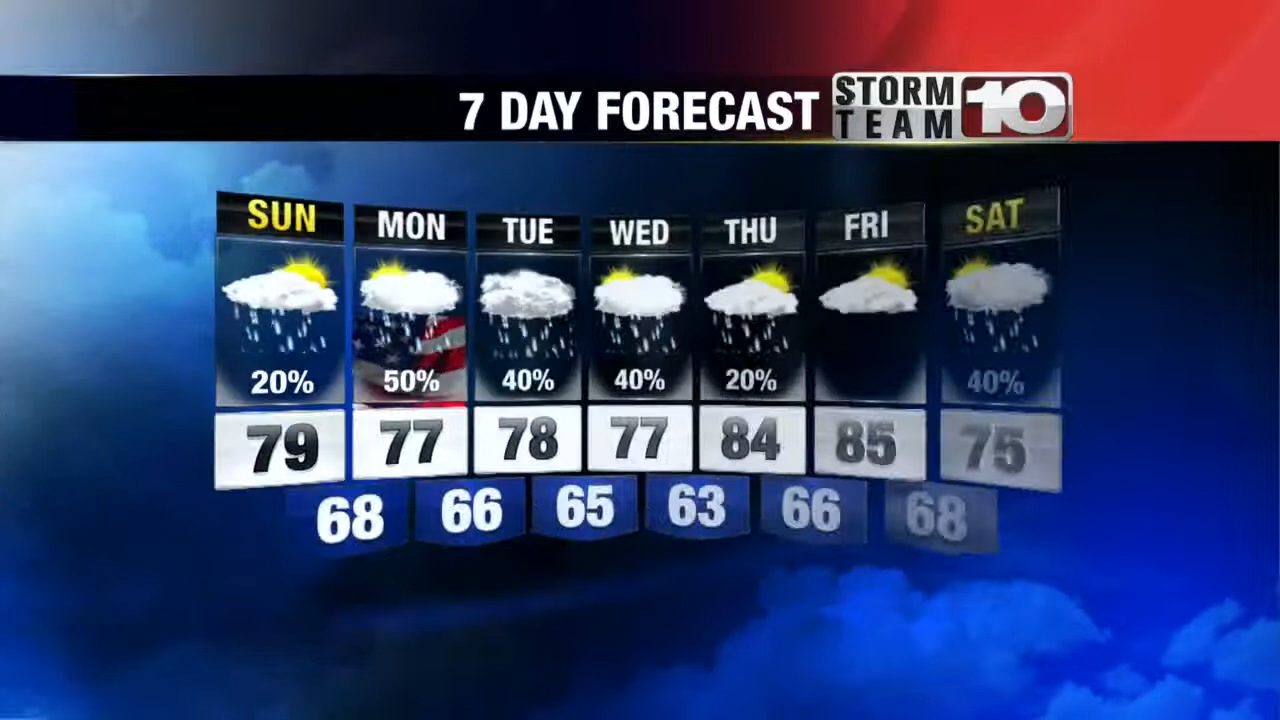 7 DAY FORECAST
STORM TEAM 10
SUN MON TUE WED THU FRI SAT
20% 50% 40% 40% 20% 40%
79 77 78 77 84 85 75
68 66 65 63 66 68